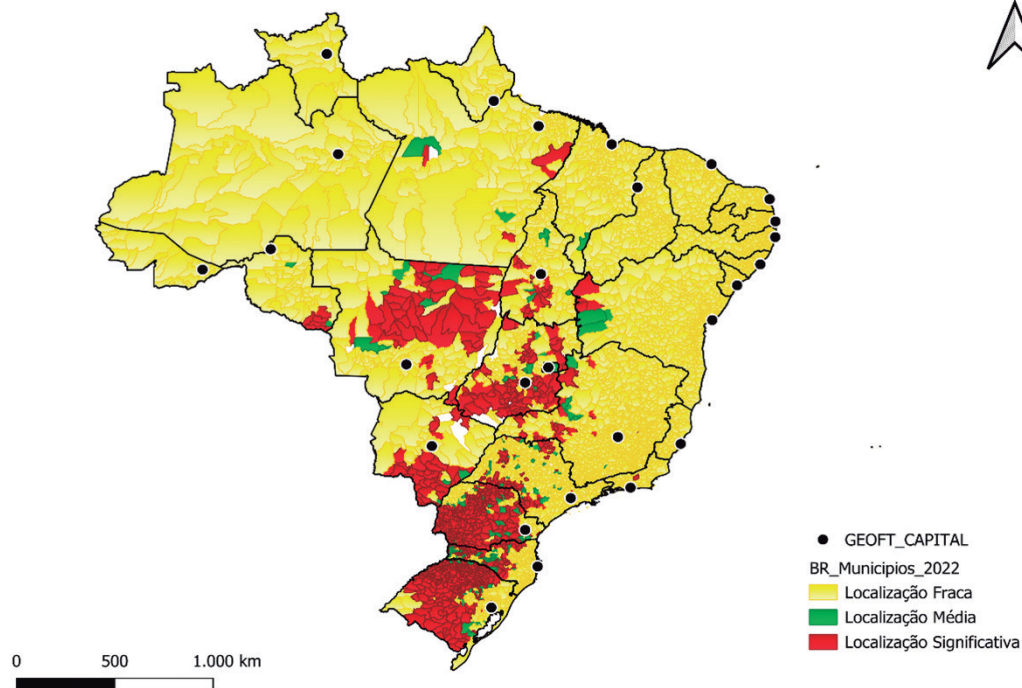 GEOFT_CAPITAL
BR_Municipios_2022
Localização Fraca
Localização Média
Localização Significativa
0 500 1.000 km